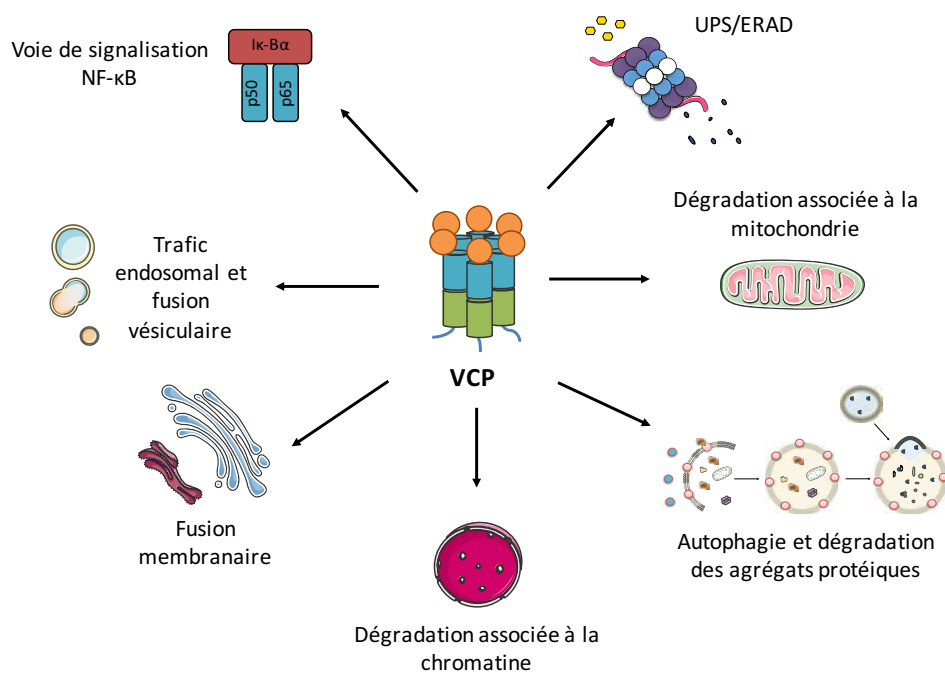 Voie de signalisation
NF-κB
Iκ-Bα
p50
p65
UPS/ERAD
Dégradation associée à la
mitochondrie
Trafic
endosomal et
fusion
vésiculaire
VCP
Fusion
membranaire
Autophagie et dégradation
des agrégats protéiques
Dégradation associée à la
chromatine